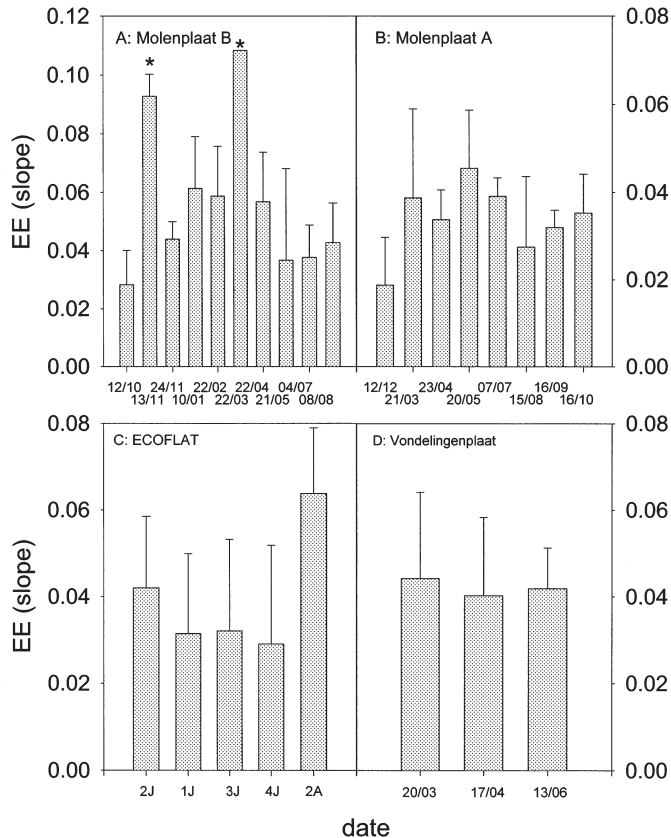 A: Molenplaat B
B: Molenplaat A
EE (slope)
0.12
0.10
0.08
0.06
0.04
0.02
0.00
*
*
0.08
0.06
0.04
0.02
0.00
12/10 24/11 22/02 22/04 04/07
13/11 10/01 22/03 21/05 08/08
12/12 23/04 07/07 16/09
21/03 20/05 15/08 16/10
C: ECOFLAT
D: Vondelingenplaat
EE (slope)
0.08
0.06
0.04
0.02
0.00
0.08
0.06
0.04
0.02
0.00
2J 1J 3J 4J 2A
20/03 17/04 13/06
date